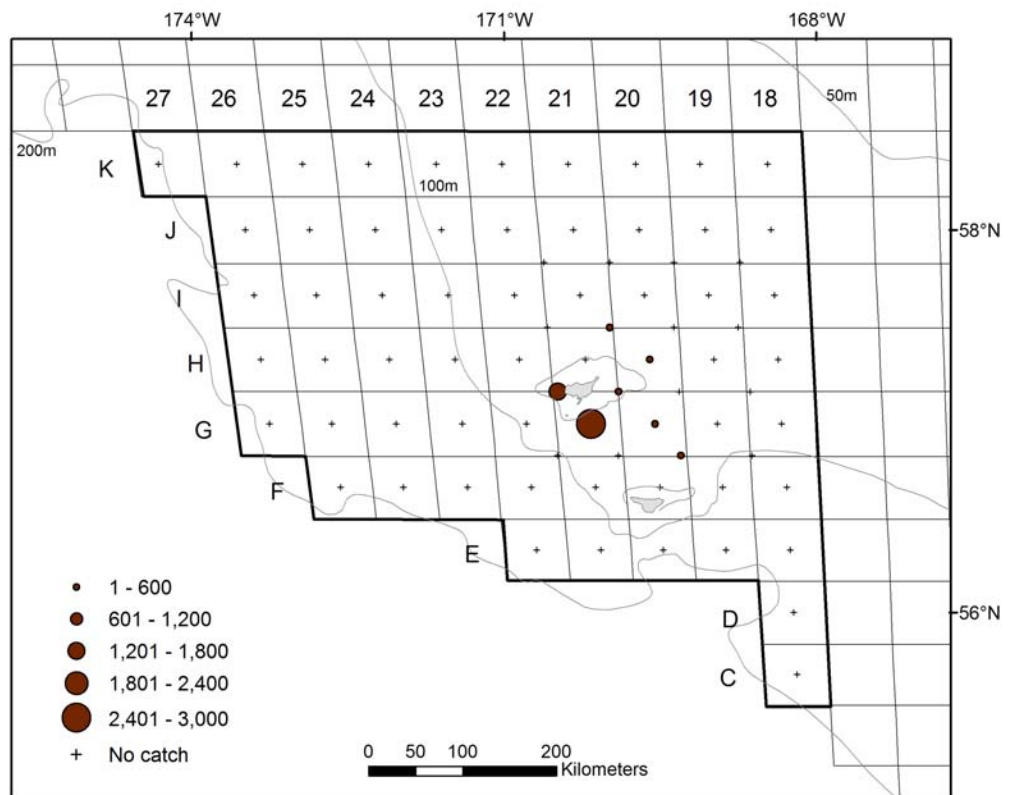 174°W 171°W 168°W
27 26 25 24 23 22 21 20 19 18
50m
200m
K
100m
J
58°N
I
H
G
F
E
1 - 600
601 - 1,200
D
56°N
1,201 - 1,800
C
1,801 - 2,400
2,401 - 3,000
No catch
0 50 100 200
Kilometers